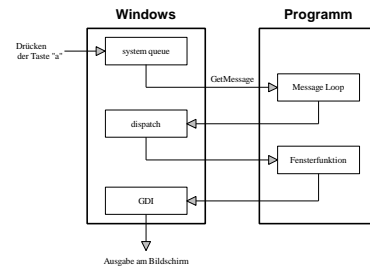 Windows
Programm
Drücken
der Taste "a"
system queue
GetMessage
Message Loop
dispatch
Fensterfunktion
GDI
Ausgabe am Bildschirm